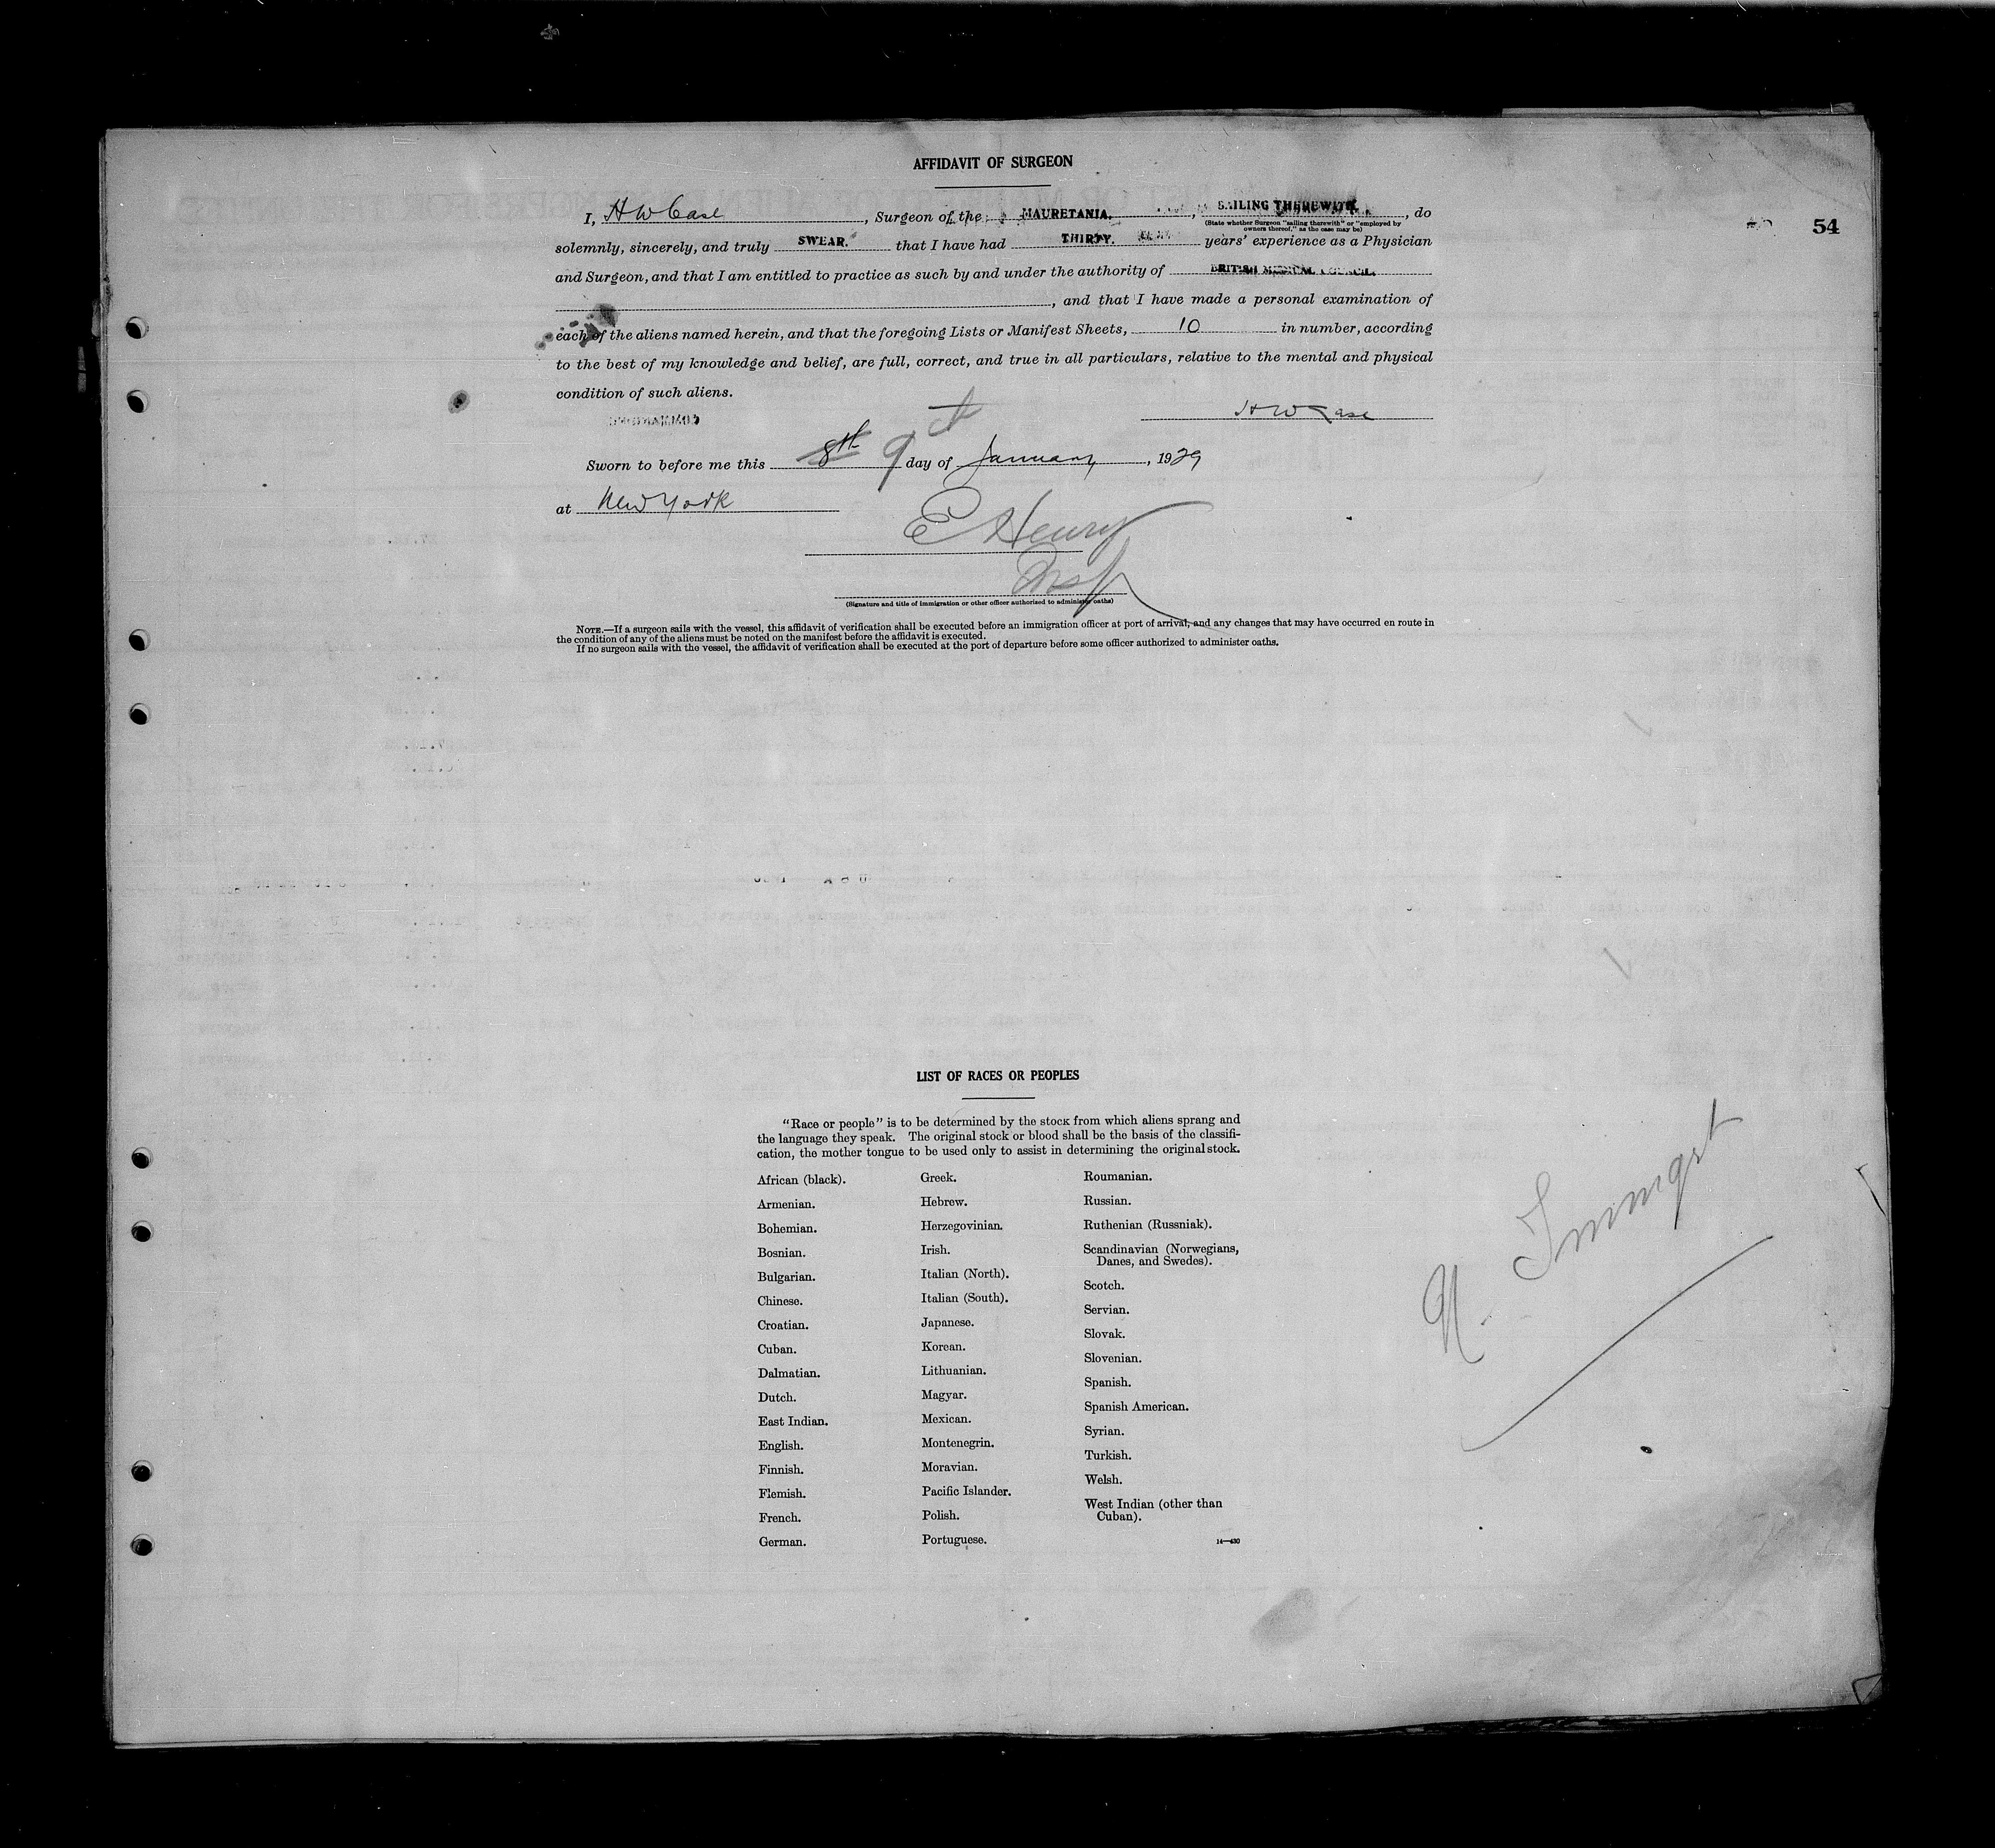 AFFIDAVIT OF SURGEON
54
I, H W Case, Surgeon of the MAURETANIA., SAILING THEREWITH., do
(State whether Surgeon "sailing therewith" or "employed by
owners thereof," as the case may be)
solemnly, sincerely, and truly SWEAR. that I have had THIRTY. years' experience as a Physician
and Surgeon, and that I am entitled to practice as such by and under the authority of BRITISH MEDICAL COUNCIL.
, and that I have made a personal examination of
each of the aliens named herein, and that the foregoing Lists or Manifest Sheets, 10 in number, according
to the best of my knowledge and belief, are full, correct, and true in all particulars, relative to the mental and physical
condition of such aliens.
H W Case
Sworn to before me this 8th 9th day of January, 1929
at New York
E Henry
Insp
(Signature and title of immigration or other officer authorized to administer oaths)
NOTE.—If a surgeon sails with the vessel, this affidavit of verification shall be executed before an immigration officer at port of arrival, and any changes that may have occurred en route in
the condition of any of the aliens must be noted on the manifest before the affidavit is executed.
If no surgeon sails with the vessel, the affidavit of verification shall be executed at the port of departure before some officer authorized to administer oaths.
LIST OF RACES OR PEOPLES
"Race or people" is to be determined by the stock from which aliens sprang and
the language they speak. The original stock or blood shall be the basis of the classifi-
cation, the mother tongue to be used only to assist in determining the original stock.
African (black).
Armenian.
Bohemian.
Bosnian.
Bulgarian.
Chinese.
Croatian.
Cuban.
Dalmatian.
Dutch.
East Indian.
English.
Finnish.
Flemish.
French.
German.
Greek.
Hebrew.
Herzegovinian.
Irish.
Italian (North).
Italian (South).
Japanese.
Korean.
Lithuanian.
Magyar.
Mexican.
Montenegrin.
Moravian.
Pacific Islander.
Polish.
Portuguese.
Roumanian.
Russian.
Ruthenian (Russniak).
Scandinavian (Norwegians,
Danes, and Swedes).
Scotch.
Servian.
Slovak.
Slovenian.
Spanish.
Spanish American.
Syrian.
Turkish.
Welsh.
West Indian (other than
Cuban).
14—430
N. Immgrt